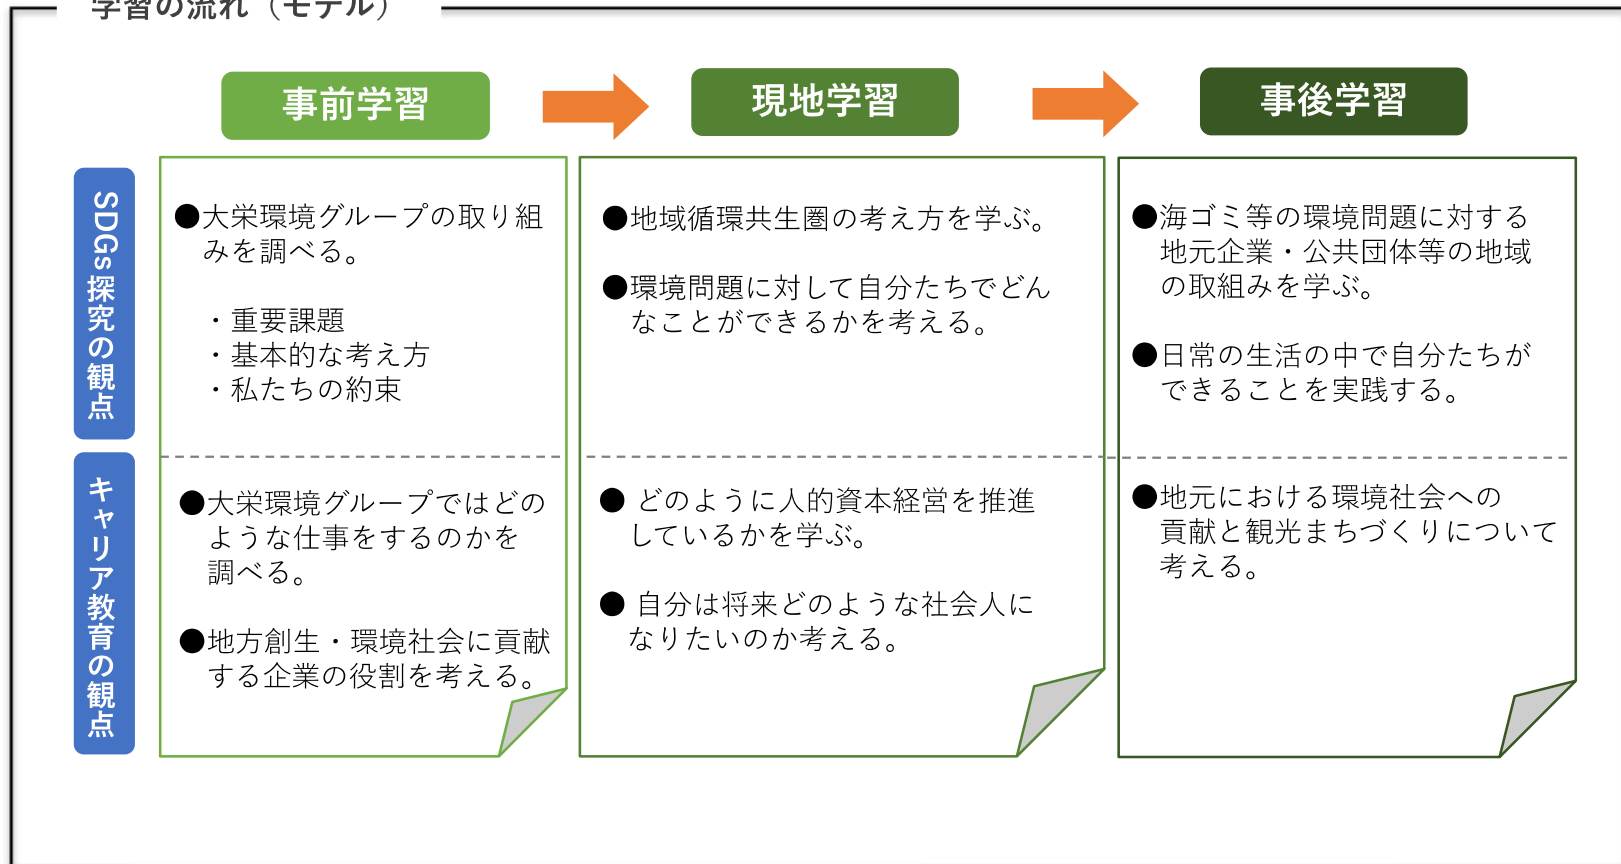 学習の流れ（モデル）
事前学習
現地学習
事後学習
SDGs探究の観点
●大栄環境グループの取り組
みを調べる。
・重要課題
・基本的な考え方
・私たちの約束
●地域循環共生圏の考え方を学ぶ。
●環境問題に対して自分たちでどん
なことができるかを考える。
●海ゴミ等の環境問題に対する
地元企業・公共団体等の地域
の取組みを学ぶ。
●日常の生活の中で自分たちが
できることを実践する。
キャリア教育の観点
●大栄環境グループではどの
ような仕事をするのかを
調べる。
●地方創生・環境社会に貢献
する企業の役割を考える。
● どのように人的資本経営を推進
しているかを学ぶ。
● 自分は将来どのような社会人に
なりたいのか考える。
●地元における環境社会への
貢献と観光まちづくりについて
考える。